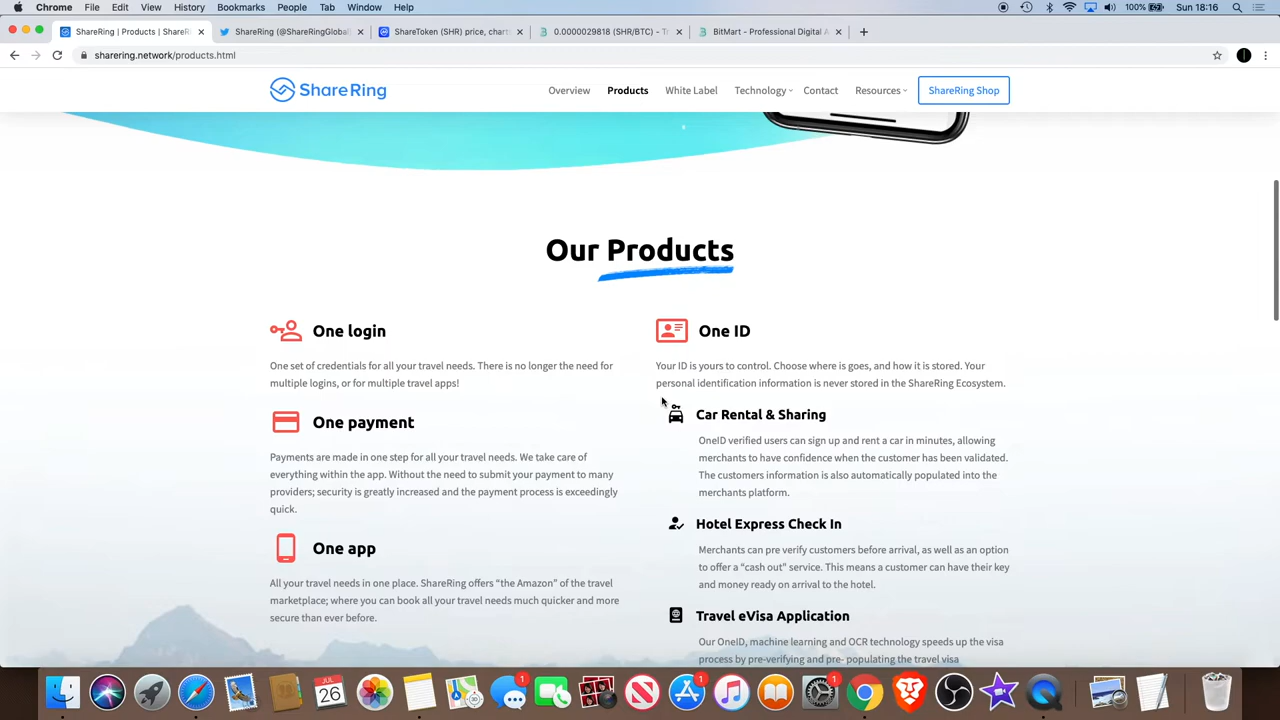 Chrome File Edit View History Bookmarks People Tab Window Help 100% Sun 18:16
ShareRing | Products | ShareRi
ShareRing (@ShareRingGlobal
ShareToken (SHR) price, chart
0.0000029818 (SHR/BTC) - Tr
BitMart - Professional Digital A
sharering.network/products.html
ShareRing Overview Products White Label Technology Contact Resources ShareRing Shop
Our Products
One login
One set of credentials for all your travel needs. There is no longer the need for
multiple logins, or for multiple travel apps!
One payment
Payments are made in one step for all your travel needs. We take care of
everything within the app. Without the need to submit your payment to many
providers; security is greatly increased and the payment process is exceedingly
quick.
One app
All your travel needs in one place. ShareRing offers “the Amazon” of the travel
marketplace; where you can book all your travel needs much quicker and more
secure than ever before.
One ID
Your ID is yours to control. Choose where is goes, and how it is stored. Your
personal identification information is never stored in the ShareRing Ecosystem.
Car Rental & Sharing
OneID verified users can sign up and rent a car in minutes, allowing
merchants to have confidence when the customer has been validated.
The customers information is also automatically populated into the
merchants platform.
Hotel Express Check In
Merchants can pre verify customers before arrival, as well as an option
to offer a “cash out” service. This means a customer can have their key
and money ready on arrival to the hotel.
Travel eVisa Application
Our OneID, machine learning and OCR technology speeds up the visa
process by pre-verifying and pre- populating the travel visa
JUL
26
1
1
1